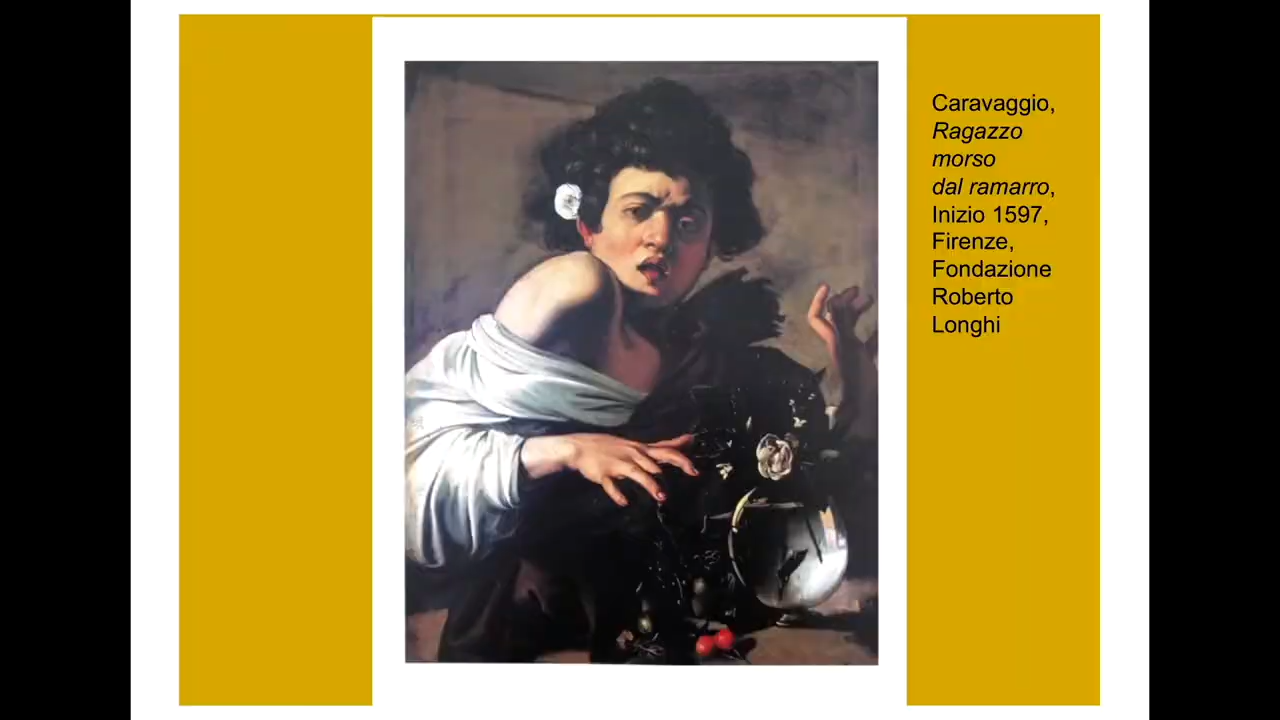 Caravaggio,
Ragazzo
morso
dal ramarro,
Inizio 1597,
Firenze,
Fondazione
Roberto
Longhi